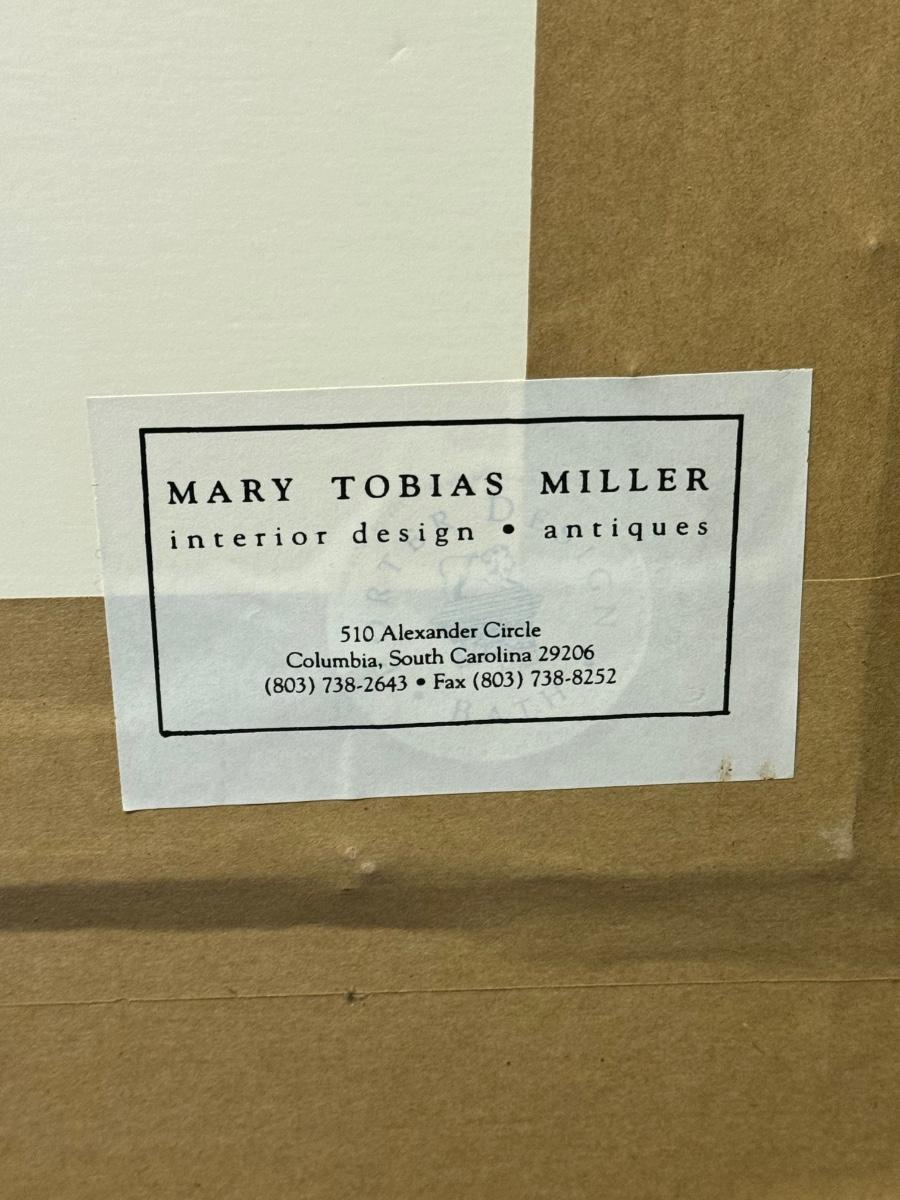 MARY TOBIAS MILLER
interior design • antiques
510 Alexander Circle
Columbia, South Carolina 29206
(803) 738-2643 • Fax (803) 738-8252